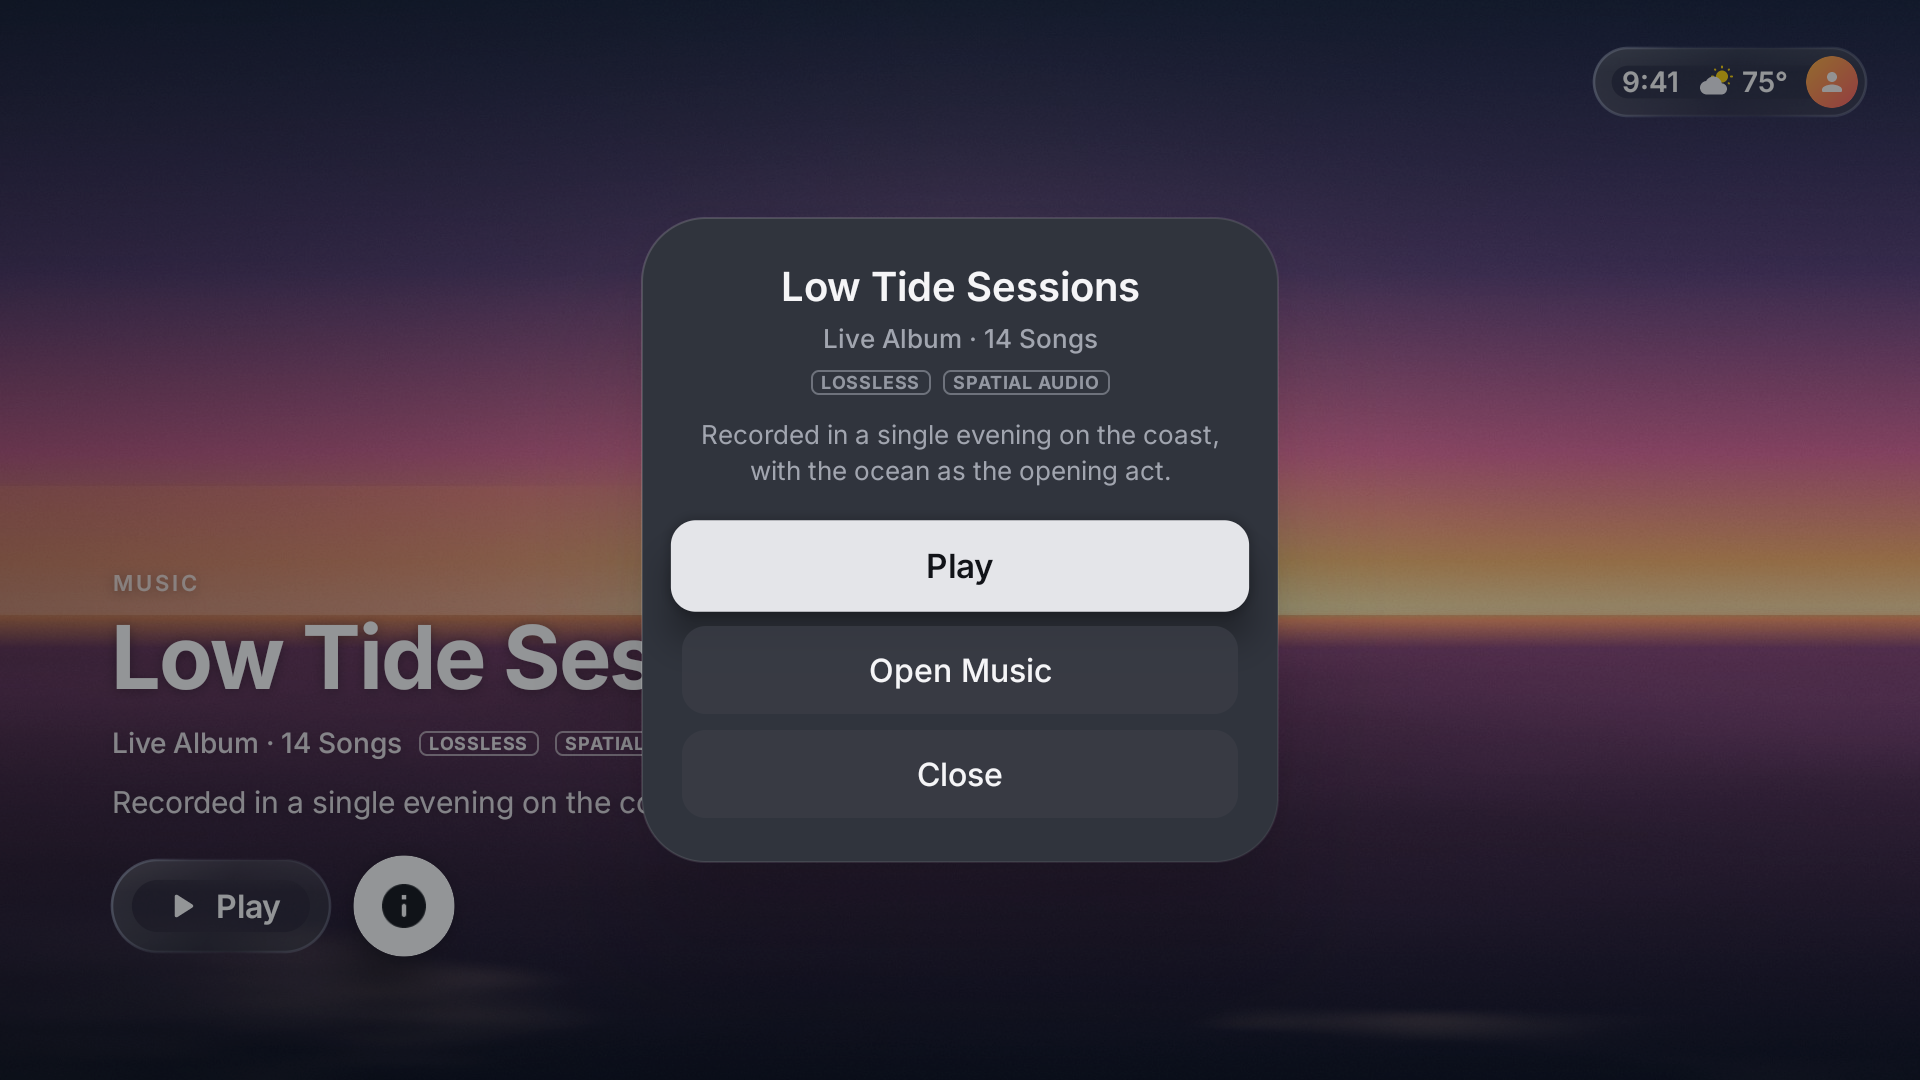 9:41 75°
Low Tide Sessions
Live Album · 14 Songs
LOSSLESS SPATIAL AUDIO
Recorded in a single evening on the coast,
with the ocean as the opening act.
Play
Open Music
Close
MUSIC
Low Tide Ses
Live Album · 14 Songs LOSSLESS SPATIAL
Recorded in a single evening on the co
Play